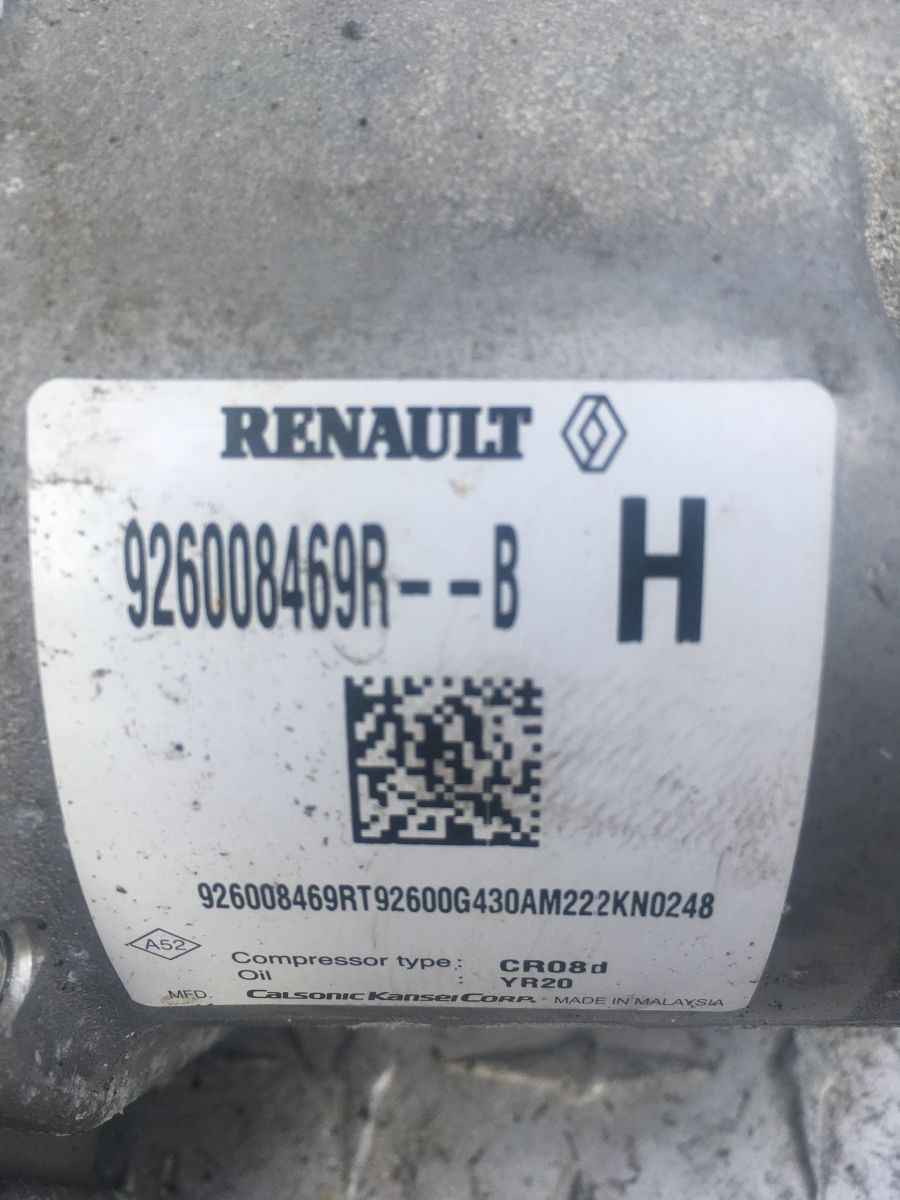 RENAULT
926008469R--B
H
926008469RT92600G430AM222KN0248
A52
Compressor type: CR08d
Oil : YR20
MFD. CALSONIC KANSEI CORP. MADE IN MALAYSIA